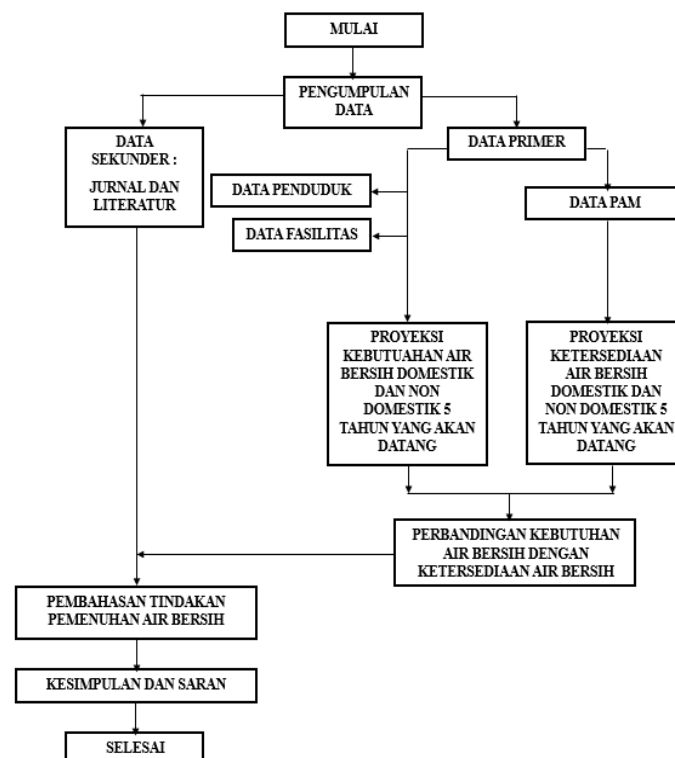 MULAI
PENGUMPULAN
DATA
DATA
SEKUNDER :
JURNAL DAN
LITERATUR
DATA PRIMER
DATA PENDUDUK
DATA FASILITAS
DATA PAM
PROYEKSI
KEBUTUAHAN AIR
BERSIH DOMESTIK
DAN NON
DOMESTIK 5
TAHUN YANG AKAN
DATANG
PROYEKSI
KETERSEDIAAN
AIR BERSIH
DOMESTIK DAN
NON DOMESTIK 5
TAHUN YANG AKAN
DATANG
PERBANDINGAN KEBUTUHAN
AIR BERSIH DENGAN
KETERSEDIAAN AIR BERSIH
PEMBAHASAN TINDAKAN
PEMENUHAN AIR BERSIH
KESIMPULAN DAN SARAN
SELESAI